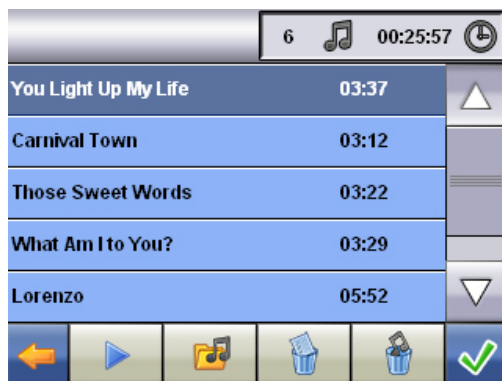 6 00:25:57
You Light Up My Life 03:37
Carnival Town 03:12
Those Sweet Words 03:22
What Am I to You? 03:29
Lorenzo 05:52